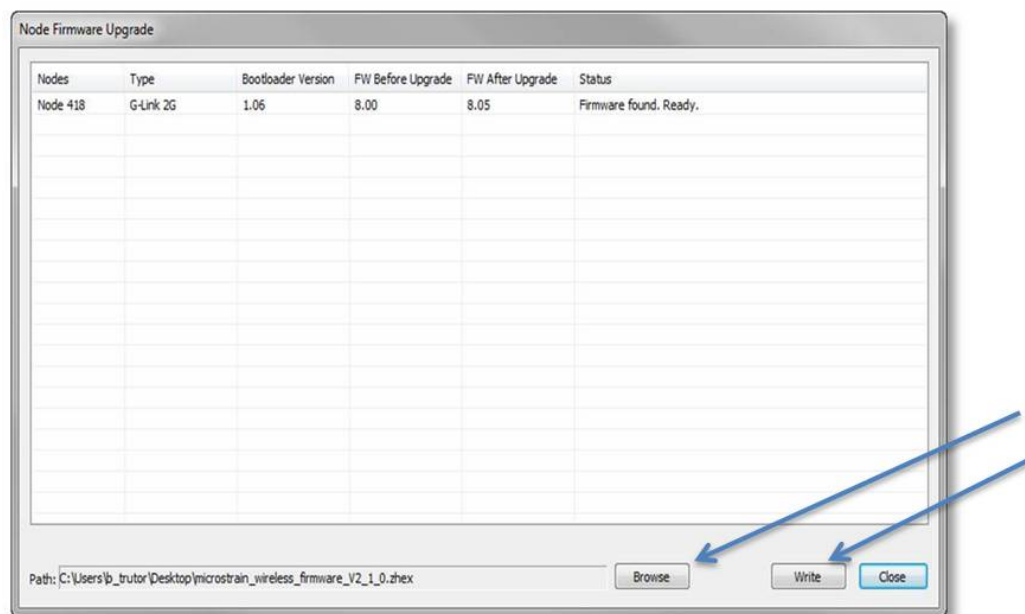 Node Firmware Upgrade
Nodes Type Bootloader Version FW Before Upgrade FW After Upgrade Status
Node 418 G-Link 2G 1.06 8.00 8.05 Firmware found. Ready.
Path: C:\Users\b_trutor\Desktop\microstrain_wireless_firmware_V2_1_0.zhex Browse Write Close